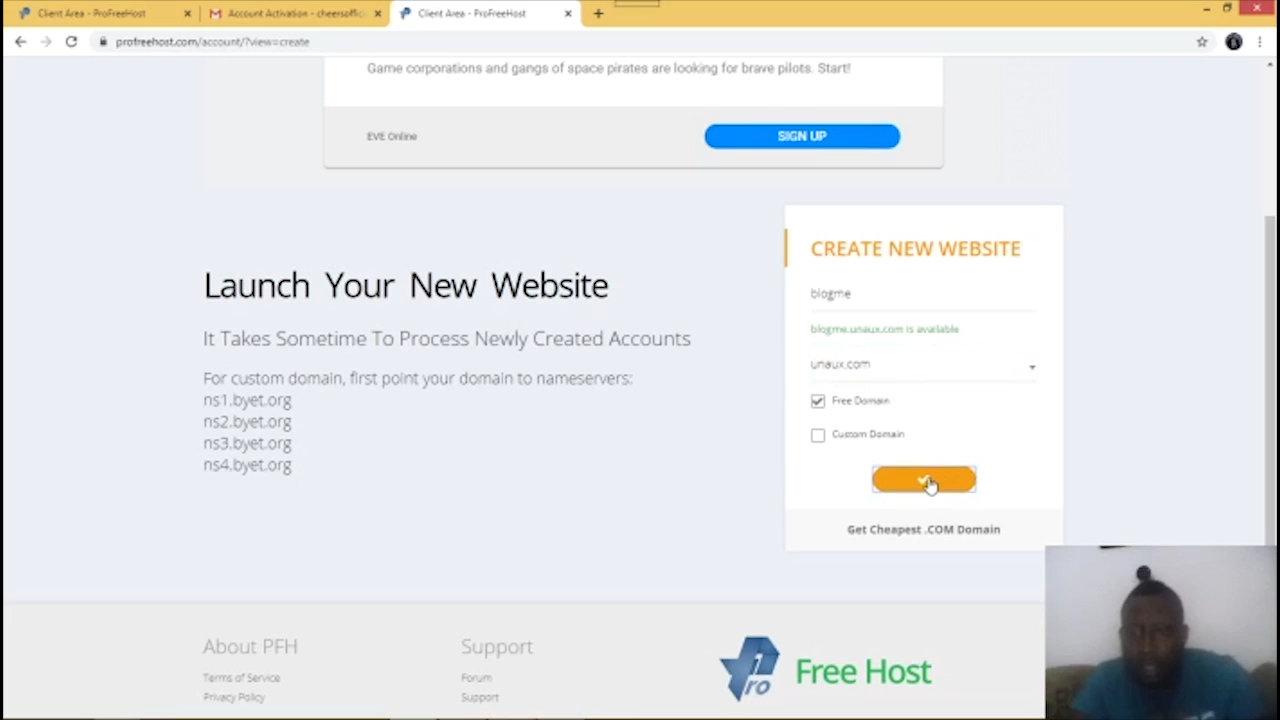 Client Area - ProFreeHost
Account Activation - cheersoffic
Client Area - ProFreeHost
profreehost.com/account/?view=create
Game corporations and gangs of space pirates are looking for brave pilots. Start!
EVE Online
SIGN UP
CREATE NEW WEBSITE
blogme
Launch Your New Website
blogme.unaux.com is available
It Takes Sometime To Process Newly Created Accounts
unaux.com
For custom domain, first point your domain to nameservers:
ns1.byet.org
Free Domain
ns2.byet.org
Custom Domain
ns3.byet.org
ns4.byet.org
Get Cheapest .COM Domain
About PFH
Support
Terms of Service
Forum
Privacy Policy
Support
Pro
Free Host